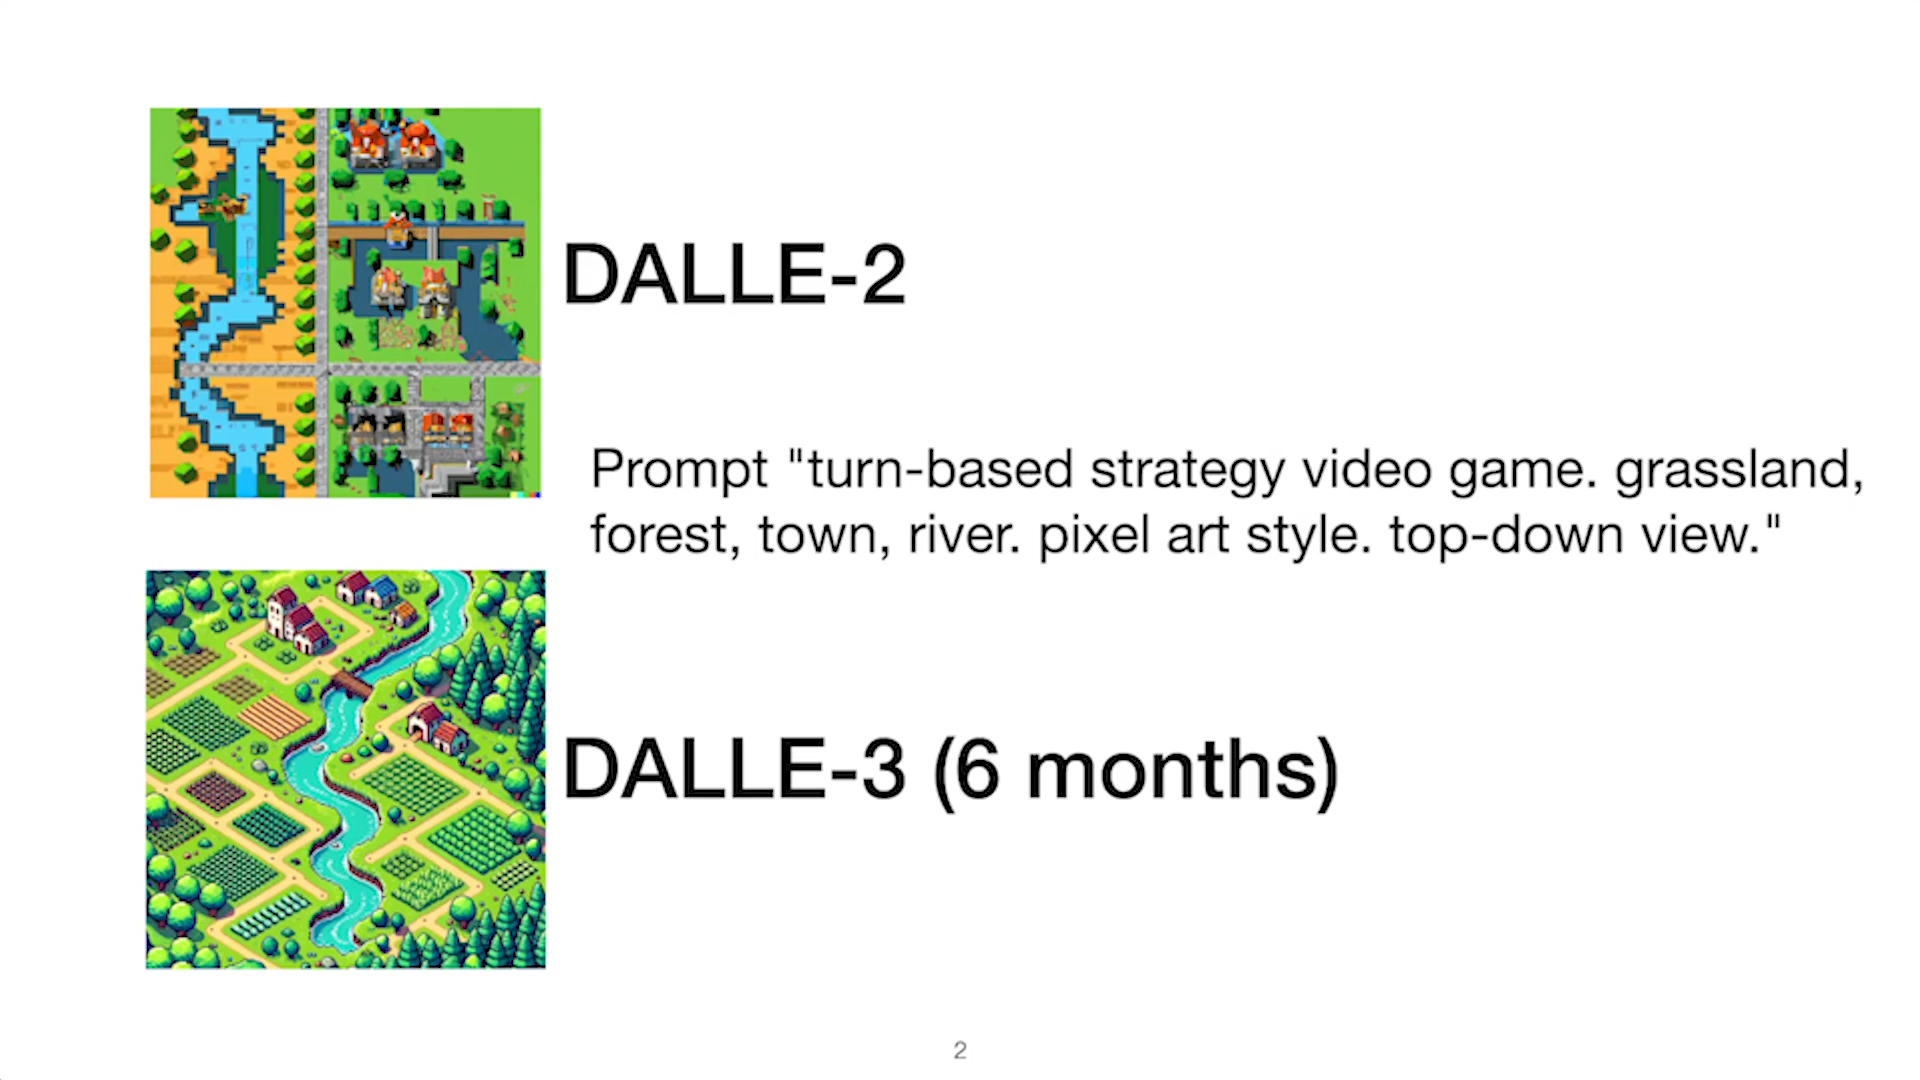 DALLE-2
Prompt "turn-based strategy video game. grassland,
forest, town, river. pixel art style. top-down view."
DALLE-3 (6 months)
2